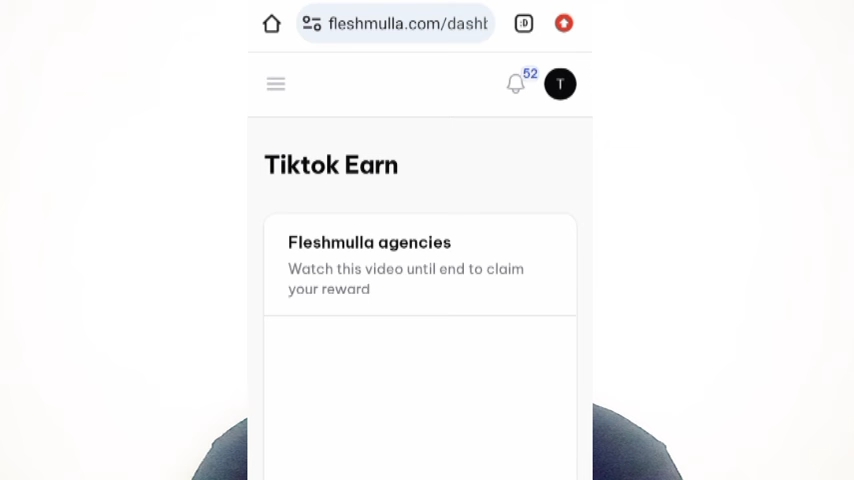 fleshmulla.com/dashb
:D
52
T
Tiktok Earn
Fleshmulla agencies
Watch this video until end to claim
your reward